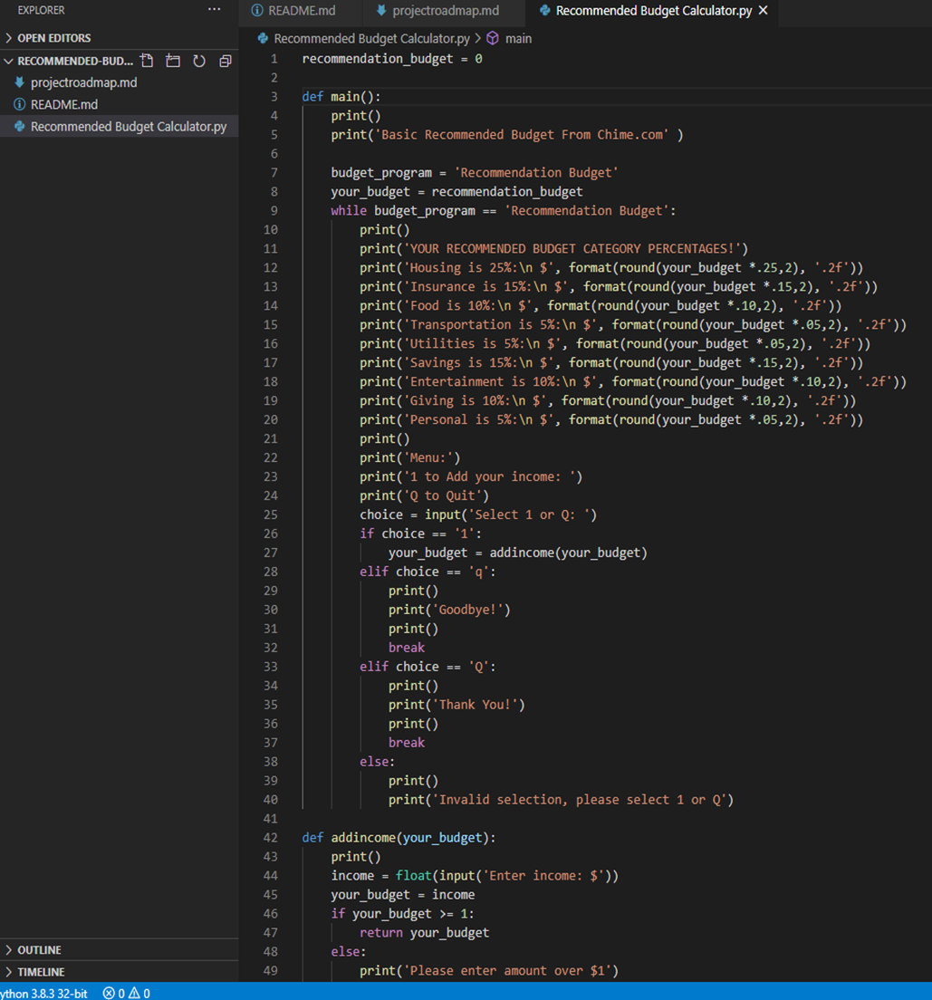 EXPLORER ...
OPEN EDITORS
RECOMMENDED-BUD...
projectroadmap.md
README.md
Recommended Budget Calculator.py
OUTLINE
TIMELINE
README.md projectroadmap.md Recommended Budget Calculator.py
Recommended Budget Calculator.py > main
1 recommendation_budget = 0
2
3 def main():
4     print()
5     print('Basic Recommended Budget From Chime.com' )
6
7     budget_program = 'Recommendation Budget'
8     your_budget = recommendation_budget
9     while budget_program == 'Recommendation Budget':
10         print()
11         print('YOUR RECOMMENDED BUDGET CATEGORY PERCENTAGES!')
12         print('Housing is 25%:\n $', format(round(your_budget *.25,2), '.2f'))
13         print('Insurance is 15%:\n $', format(round(your_budget *.15,2), '.2f'))
14         print('Food is 10%:\n $', format(round(your_budget *.10,2), '.2f'))
15         print('Transportation is 5%:\n $', format(round(your_budget *.05,2), '.2f'))
16         print('Utilities is 5%:\n $', format(round(your_budget *.05,2), '.2f'))
17         print('Savings is 15%:\n $', format(round(your_budget *.15,2), '.2f'))
18         print('Entertainment is 10%:\n $', format(round(your_budget *.10,2), '.2f'))
19         print('Giving is 10%:\n $', format(round(your_budget *.10,2), '.2f'))
20         print('Personal is 5%:\n $', format(round(your_budget *.05,2), '.2f'))
21         print()
22         print('Menu:')
23         print('1 to Add your income: ')
24         print('Q to Quit')
25         choice = input('Select 1 or Q: ')
26         if choice == '1':
27             your_budget = addincome(your_budget)
28         elif choice == 'q':
29             print()
30             print('Goodbye!')
31             print()
32             break
33         elif choice == 'Q':
34             print()
35             print('Thank You!')
36             print()
37             break
38         else:
39             print()
40             print('Invalid selection, please select 1 or Q')
41
42 def addincome(your_budget):
43     print()
44     income = float(input('Enter income: $'))
45     your_budget = income
46     if your_budget >= 1:
47         return your_budget
48     else:
49         print('Please enter amount over $1')
ython 3.8.3 32-bit 0 0